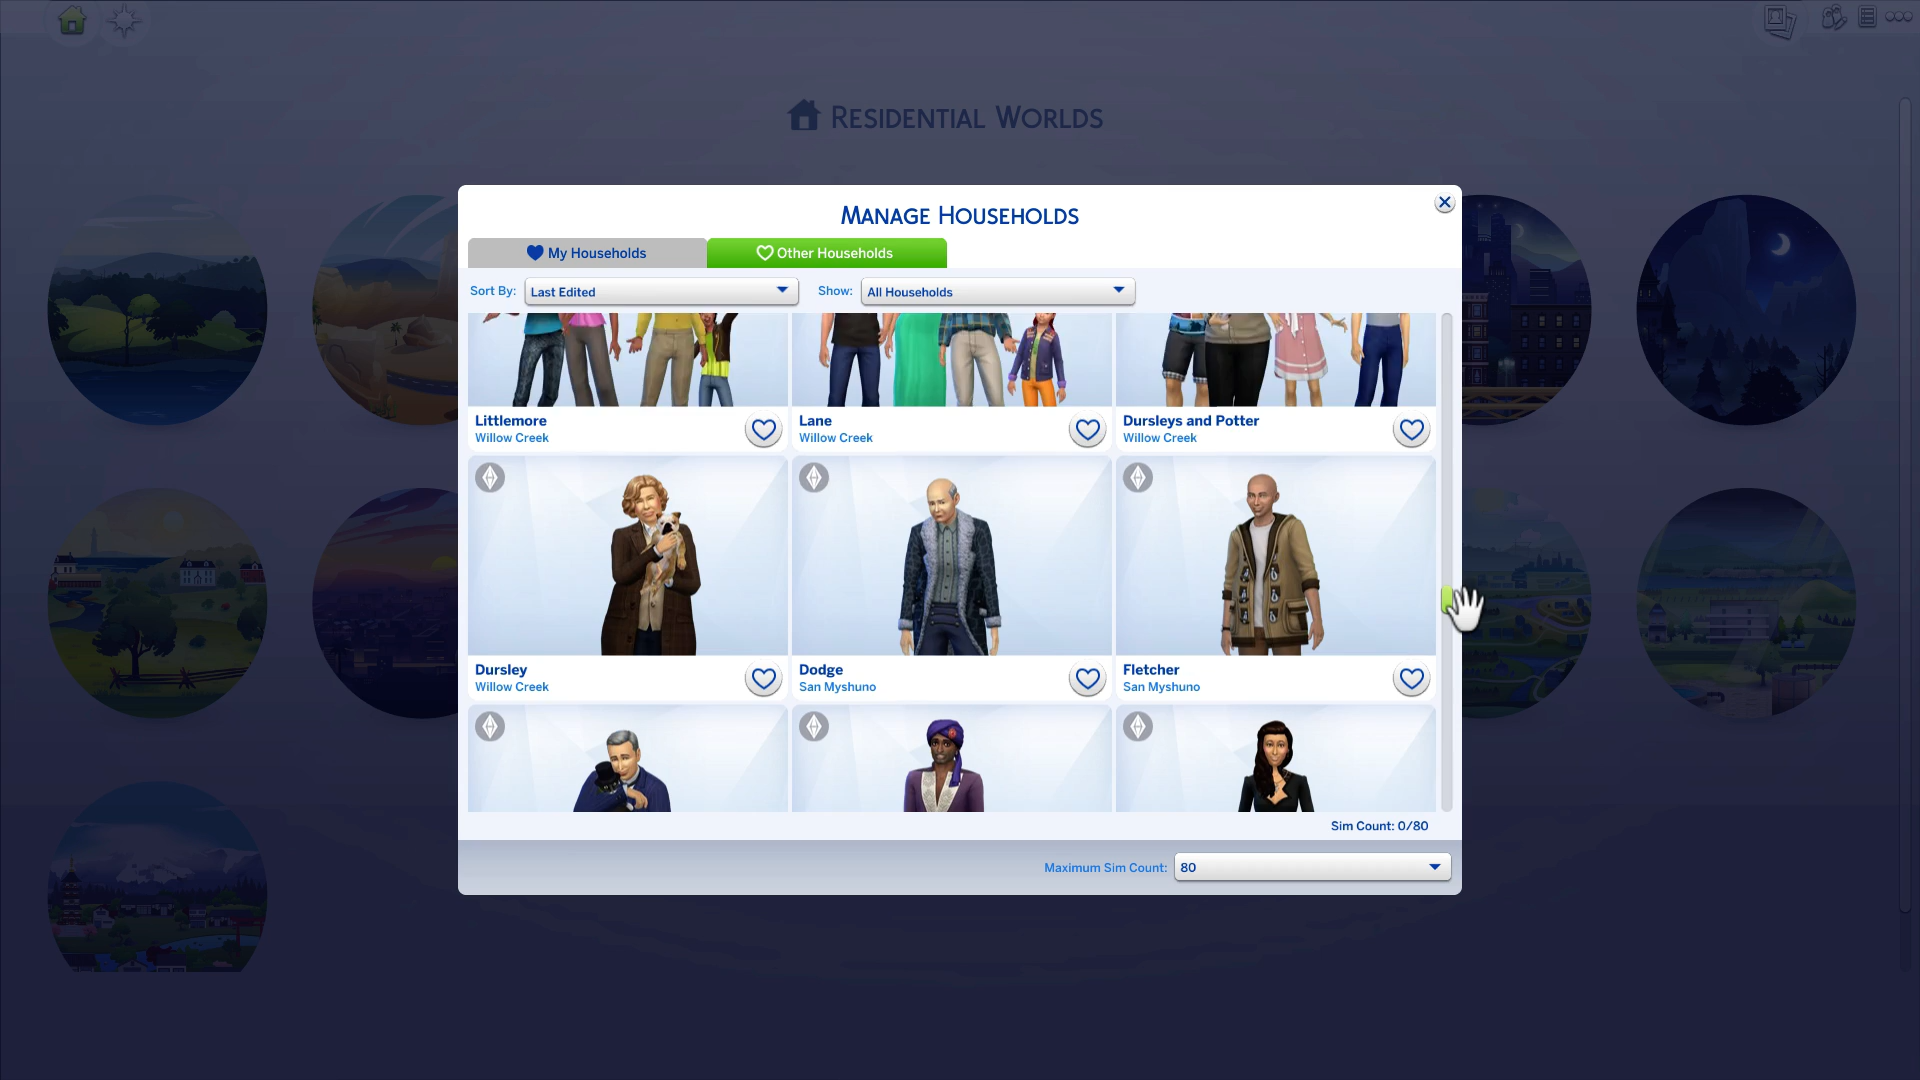 RESIDENTIAL WORLDS
MANAGE HOUSEHOLDS
My Households
Other Households
Sort By: Last Edited
Show: All Households
Littlemore
Willow Creek
Lane
Willow Creek
Dursleys and Potter
Willow Creek
Dursley
Willow Creek
Dodge
San Myshuno
Fletcher
San Myshuno
Sim Count: 0/80
Maximum Sim Count: 80